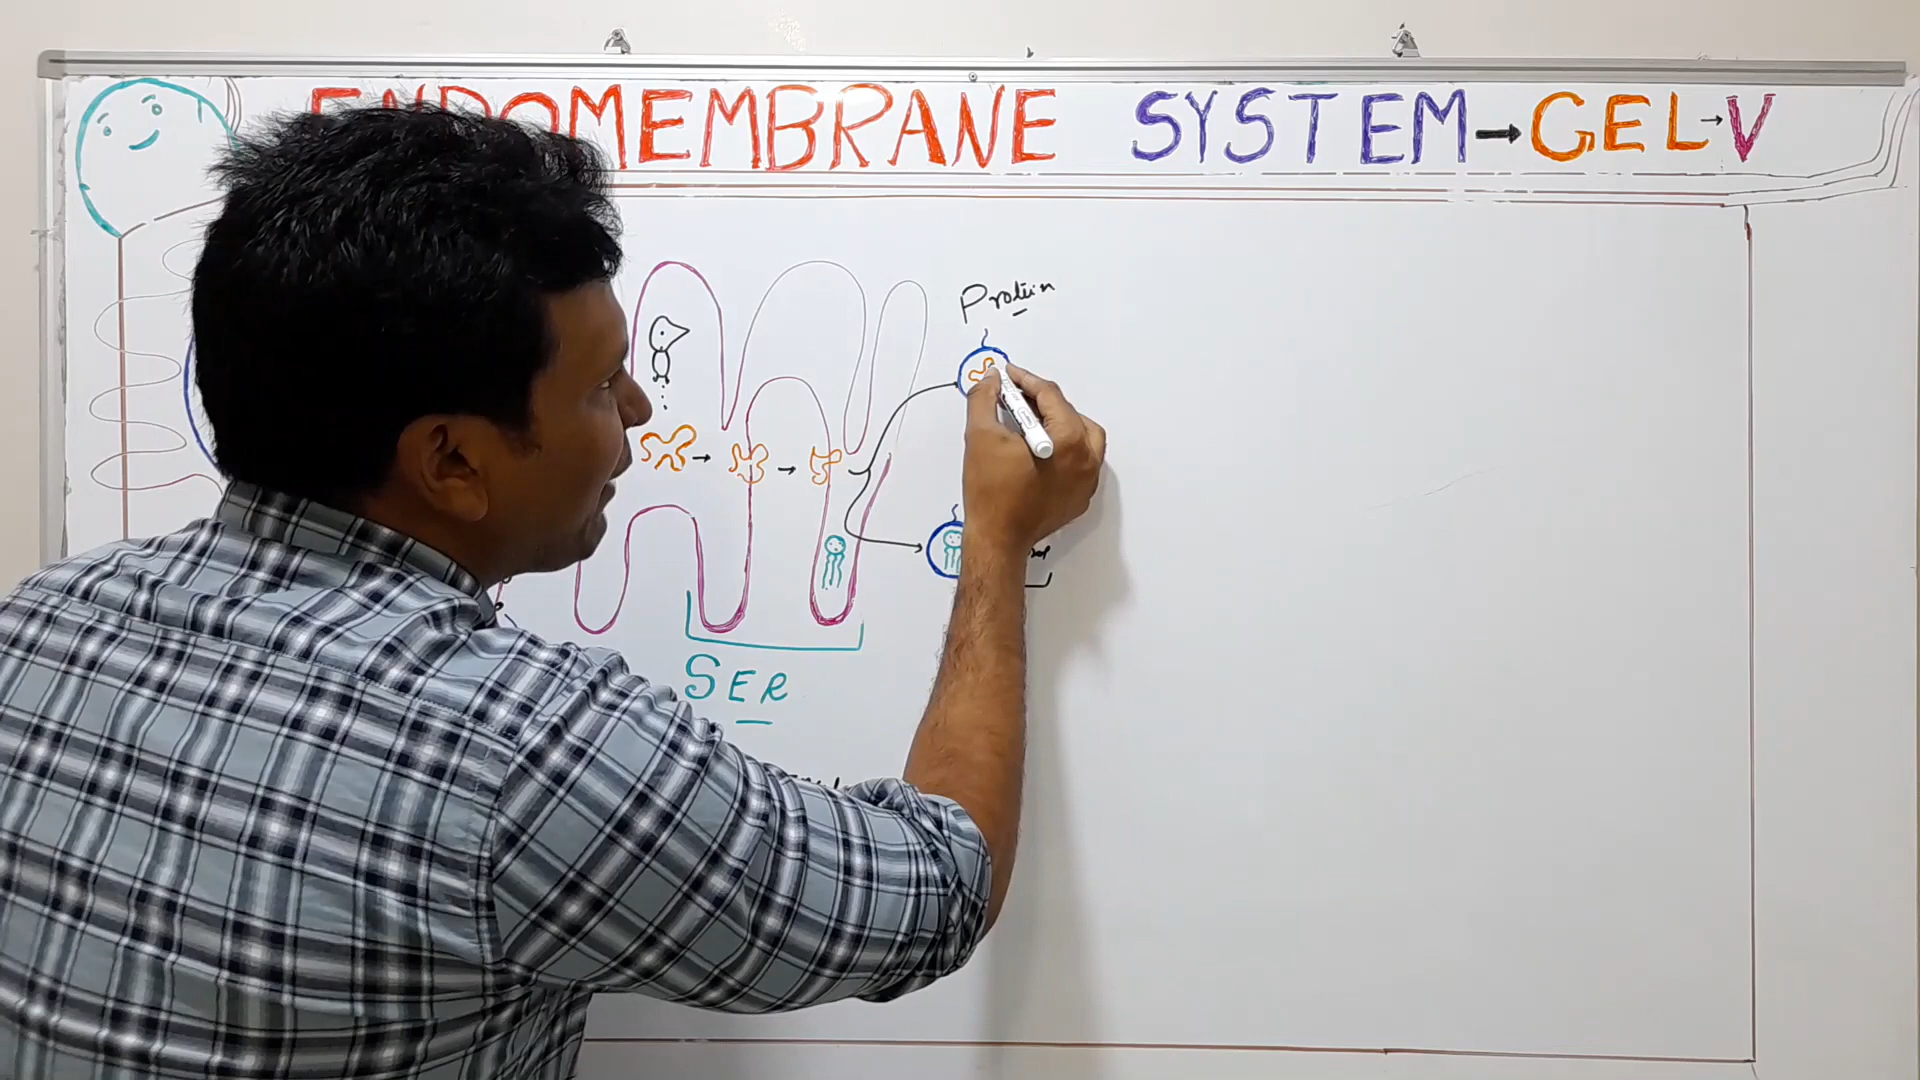 ENDOMEMBRANE SYSTEM → GEL → V
Protein
SER